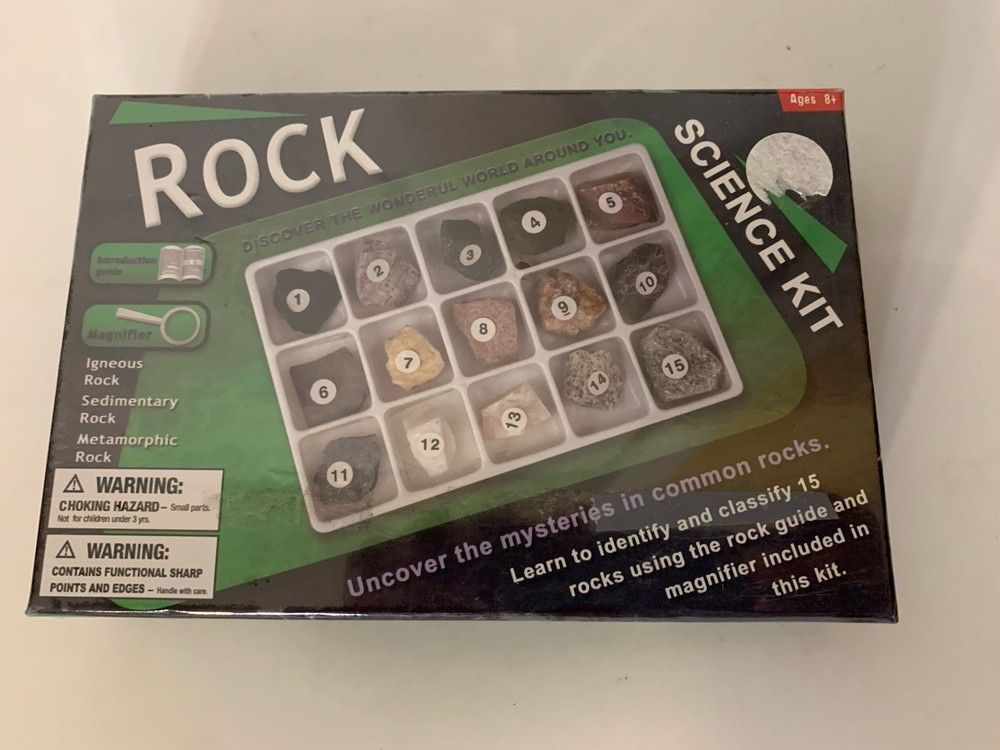 Ages 8+
ROCK
SCIENCE KIT
DISCOVER THE WONDERFUL WORLD AROUND YOU.
Introduction
guide
Magnifier
Igneous
Rock
Sedimentary
Rock
Metamorphic
Rock
1
2
3
4
5
6
7
8
9
10
11
12
13
14
15
WARNING:
CHOKING HAZARD – Small parts.
Not for children under 3 yrs.
WARNING:
CONTAINS FUNCTIONAL SHARP
POINTS AND EDGES – Handle with care.
Uncover the mysteries in common rocks.
Learn to identify and classify 15
rocks using the rock guide and
magnifier included in
this kit.